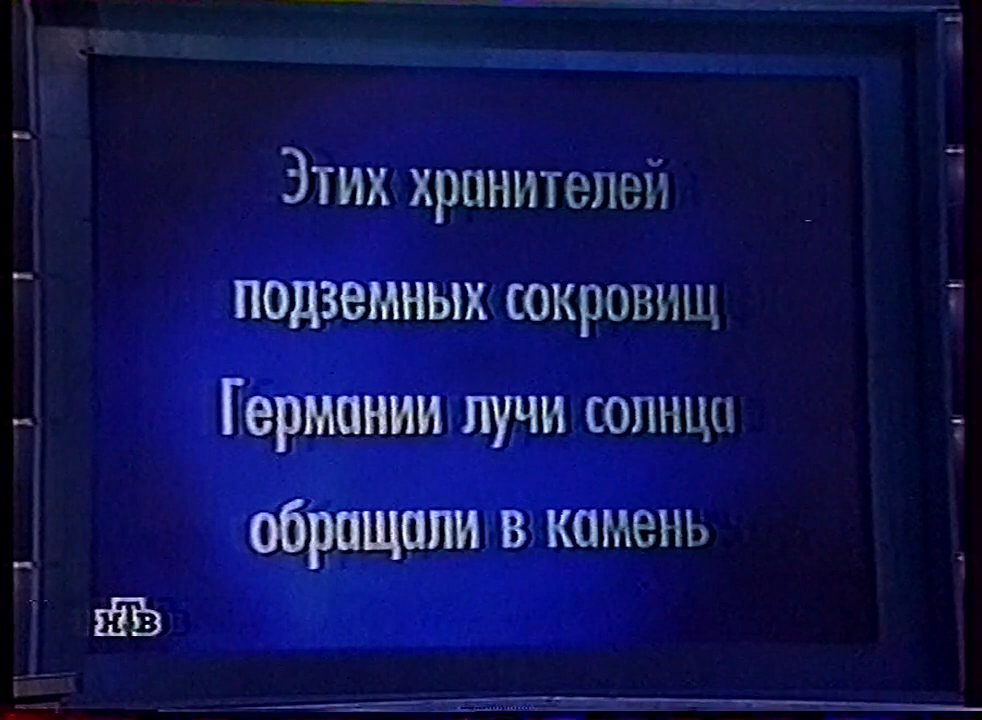 Этих хранителей
подземных сокровищ
Германии лучи солнца
обращали в камень
НТВ